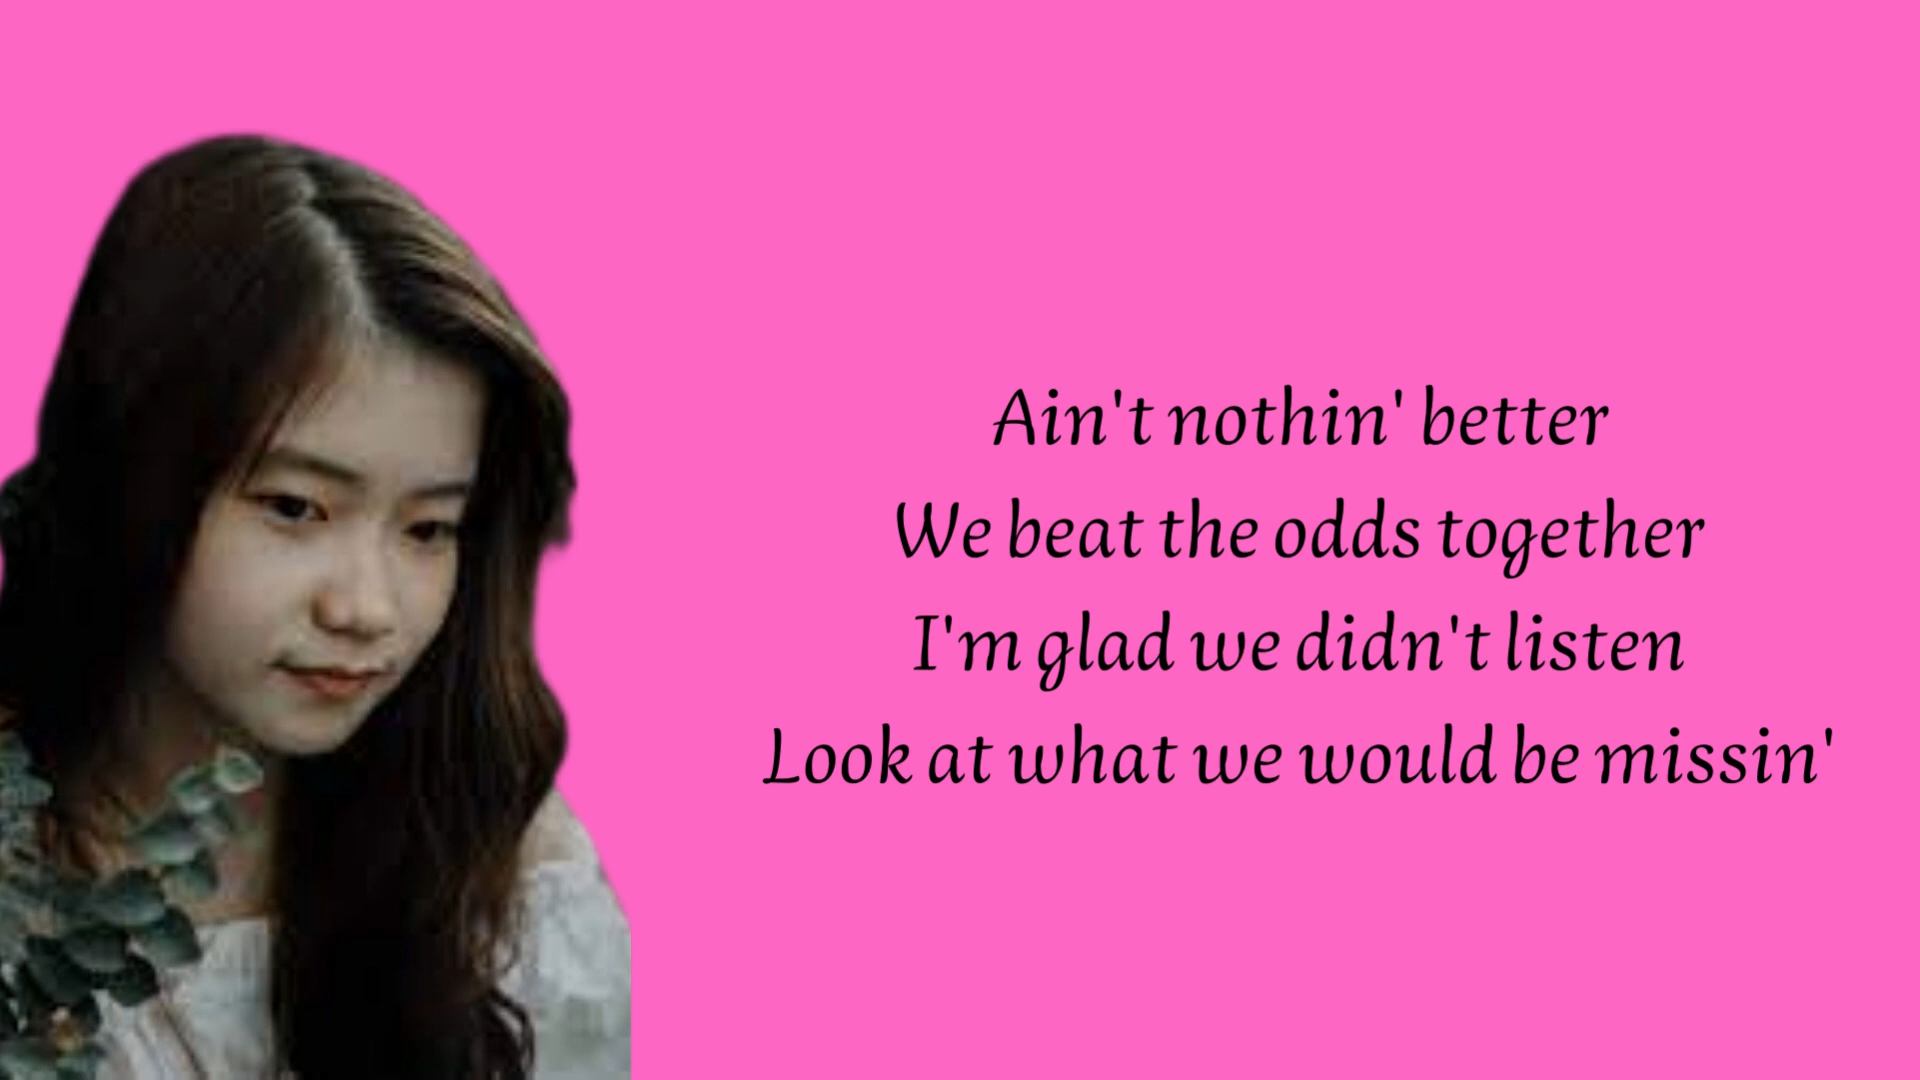 Ain't nothin' better
We beat the odds together
I'm glad we didn't listen
Look at what we would be missin'